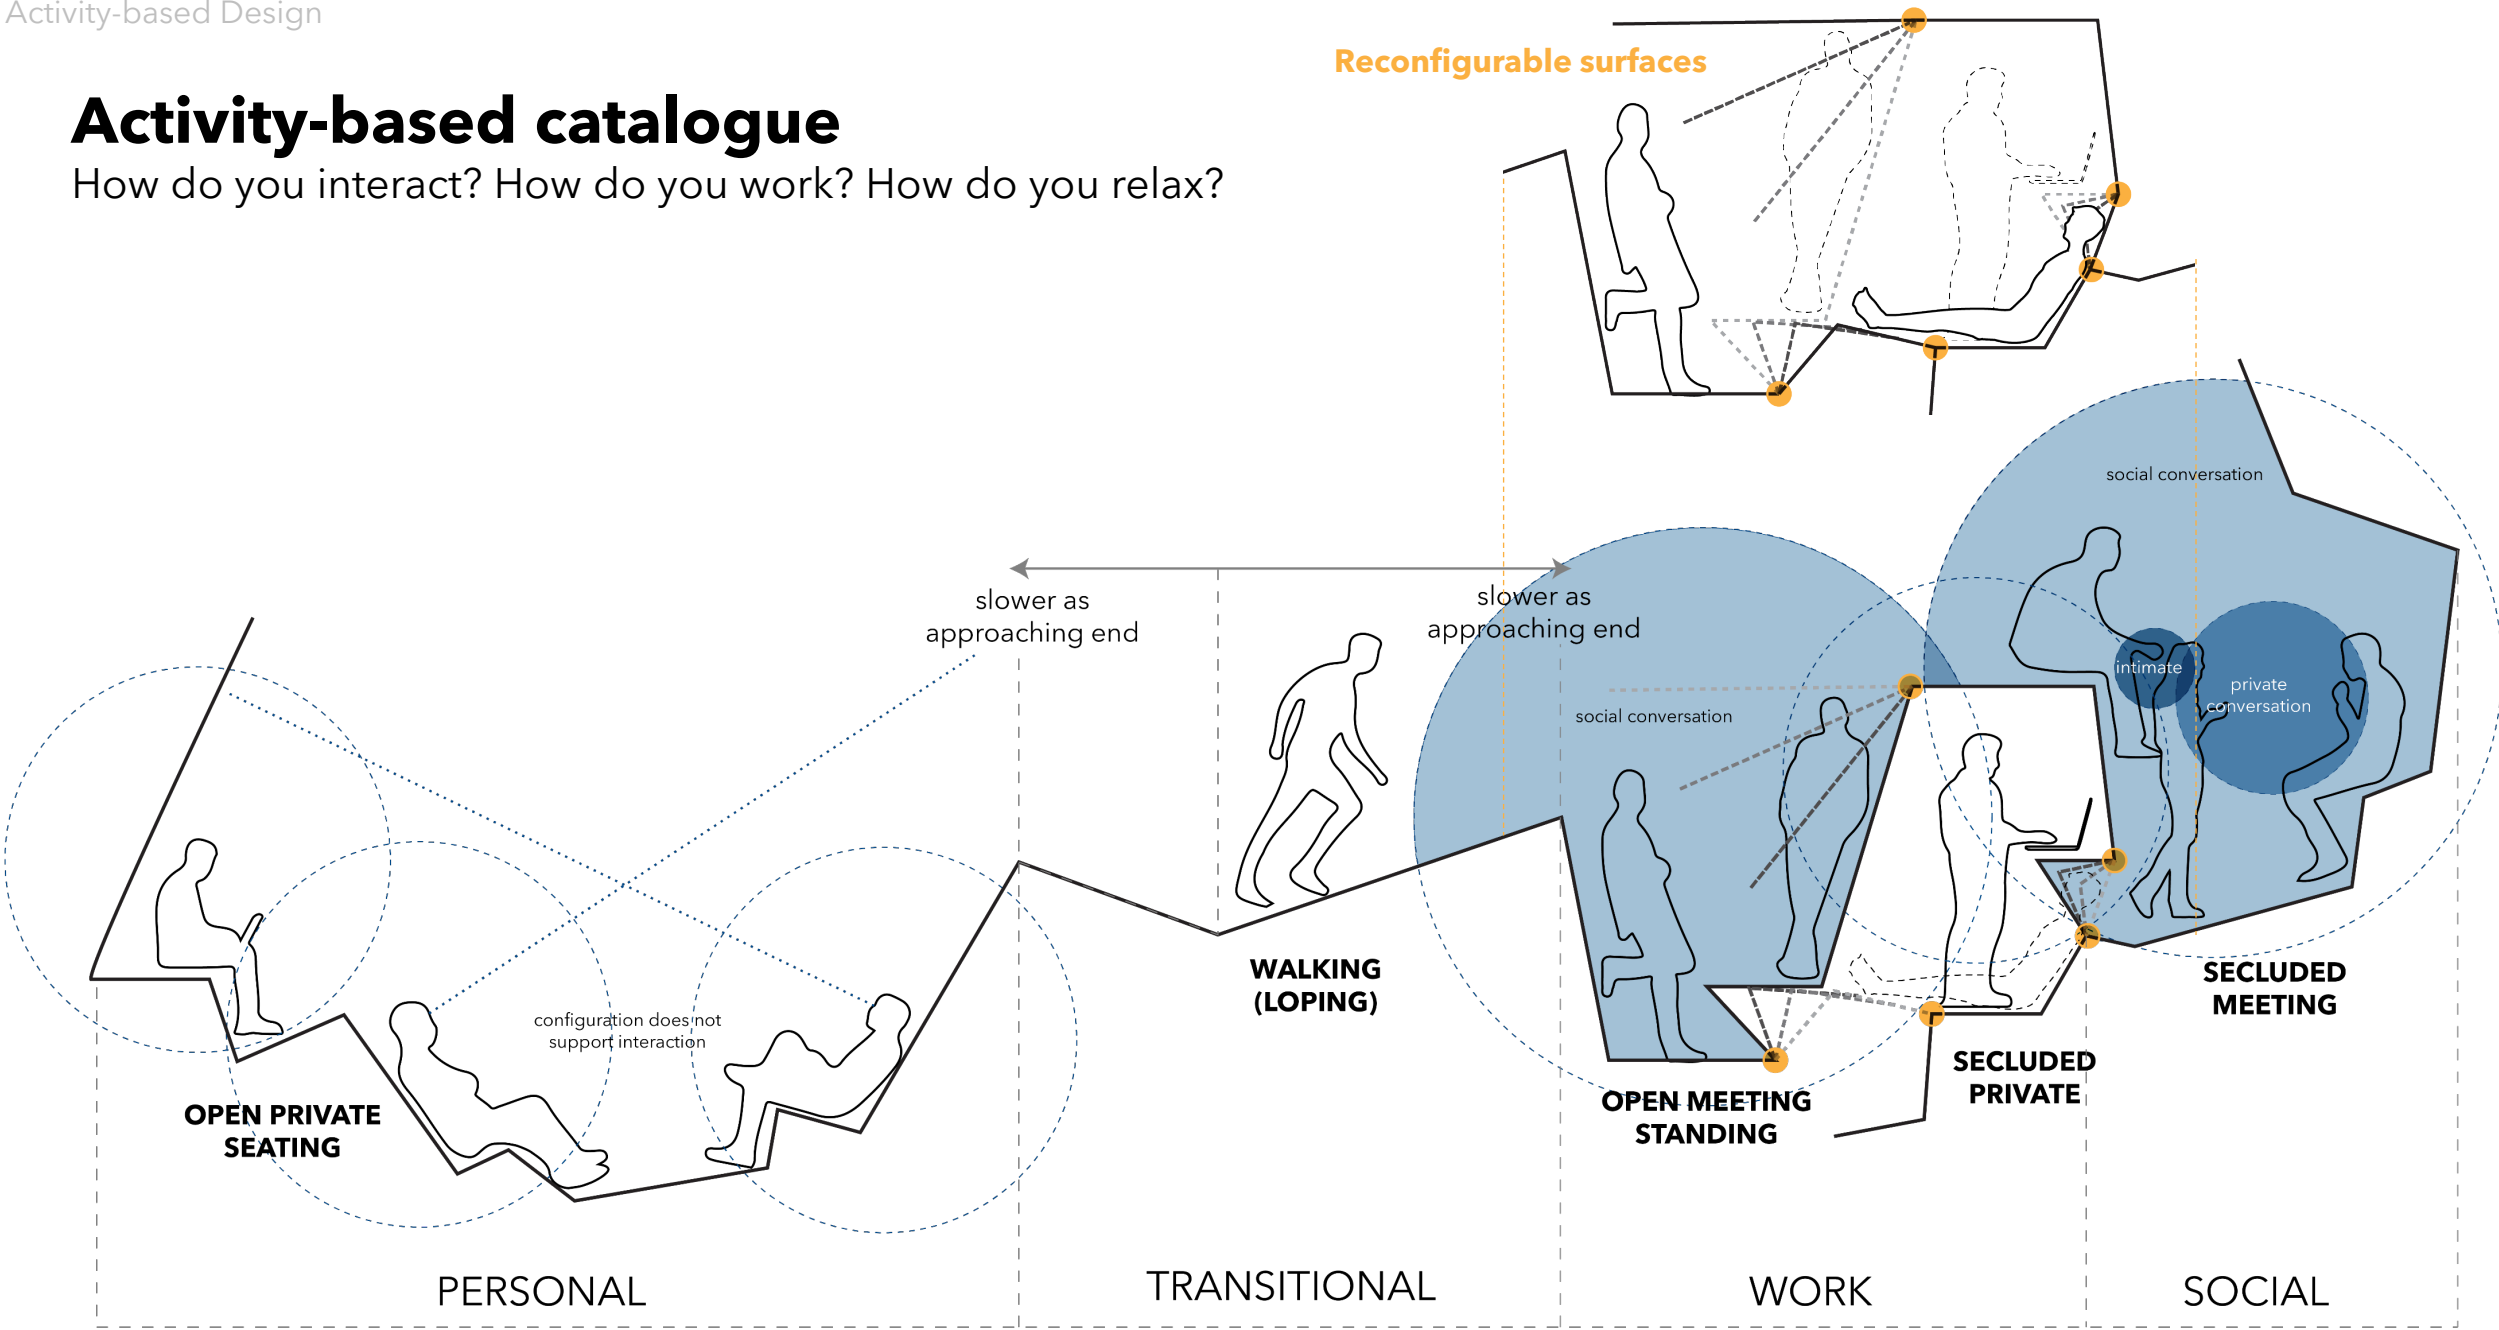 Activity-based Design
Activity-based catalogue
How do you interact? How do you work? How do you relax?
Reconfigurable surfaces
social conversation
slower as
approaching end
slower as
approaching end
intimate
private
conversation
social conversation
WALKING
(LOPING)
SECLUDED
MEETING
configuration does not
support interaction
SECLUDED
PRIVATE
OPEN PRIVATE
SEATING
OPEN MEETING
STANDING
PERSONAL
TRANSITIONAL
WORK
SOCIAL